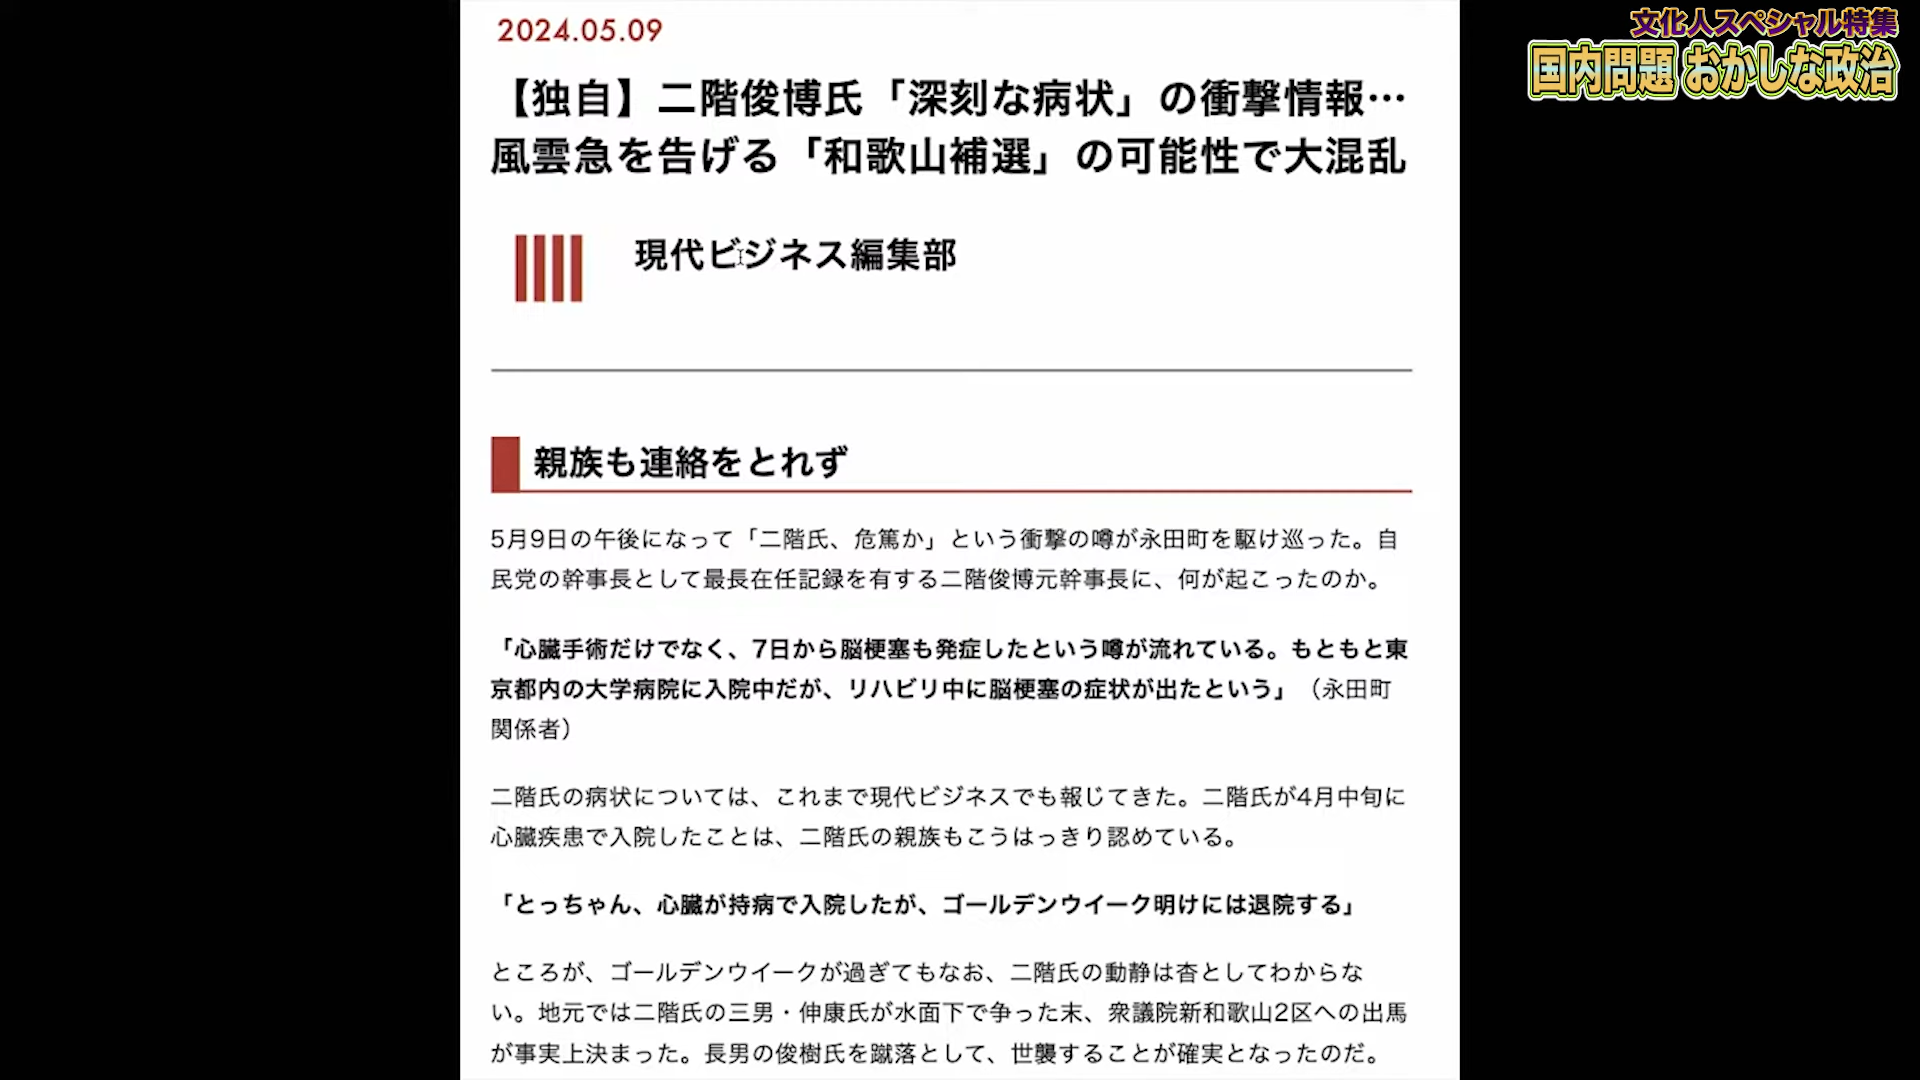 文化人スペシャル特集
国内問題 おかしな政治
2024.05.09
【独自】二階俊博氏「深刻な病状」の衝撃情報…
風雲急を告げる「和歌山補選」の可能性で大混乱
現代ビジネス編集部
親族も連絡をとれず
5月9日の午後になって「二階氏、危篤か」という衝撃の噂が永田町を駆け巡った。自
民党の幹事長として最長在任記録を有する二階俊博元幹事長に、何が起こったのか。
「心臓手術だけでなく、7日から脳梗塞も発症したという噂が流れている。もともと東
京都内の大学病院に入院中だが、リハビリ中に脳梗塞の症状が出たという」（永田町
関係者）
二階氏の病状については、これまで現代ビジネスでも報じてきた。二階氏が4月中旬に
心臓疾患で入院したことは、二階氏の親族もこうはっきり認めている。
「とっちゃん、心臓が持病で入院したが、ゴールデンウイーク明けには退院する」
ところが、ゴールデンウイークが過ぎてもなお、二階氏の動静は杳としてわからな
い。地元では二階氏の三男・伸康氏が水面下で争った末、衆議院新和歌山2区への出馬
が事実上決まった。長男の俊樹氏を蹴落として、世襲することが確実となったのだ。